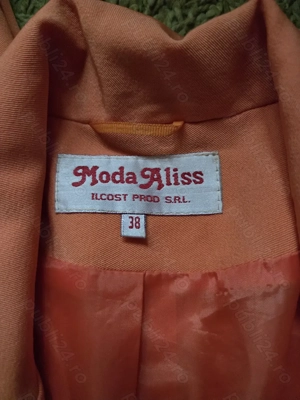 Moda Aliss
ILCOST PROD S.R.L.
38